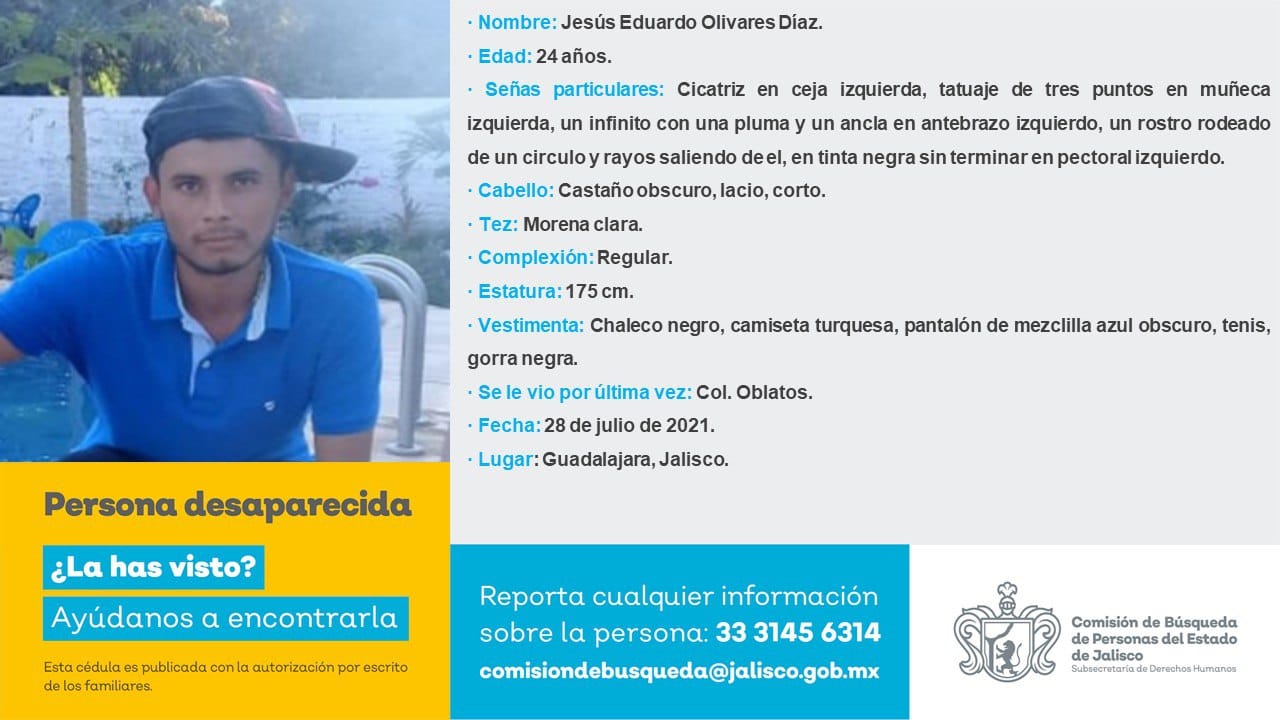 · Nombre: Jesús Eduardo Olivares Díaz.
· Edad: 24 años.
· Señas particulares: Cicatriz en ceja izquierda, tatuaje de tres puntos en muñeca
izquierda, un infinito con una pluma y un ancla en antebrazo izquierdo, un rostro rodeado
de un circulo y rayos saliendo de el, en tinta negra sin terminar en pectoral izquierdo.
· Cabello: Castaño obscuro, lacio, corto.
· Tez: Morena clara.
· Complexión: Regular.
· Estatura: 175 cm.
· Vestimenta: Chaleco negro, camiseta turquesa, pantalón de mezclilla azul obscuro, tenis,
gorra negra.
· Se le vio por última vez: Col. Oblatos.
· Fecha: 28 de julio de 2021.
· Lugar: Guadalajara, Jalisco.
Persona desaparecida
¿La has visto?
Ayúdanos a encontrarla
Esta cédula es publicada con la autorización por escrito
de los familiares.
Reporta cualquier información
sobre la persona: 33 3145 6314
comisiondebusqueda@jalisco.gob.mx
Comisión de Búsqueda
de Personas del Estado
de Jalisco
Subsecretaría de Derechos Humanos